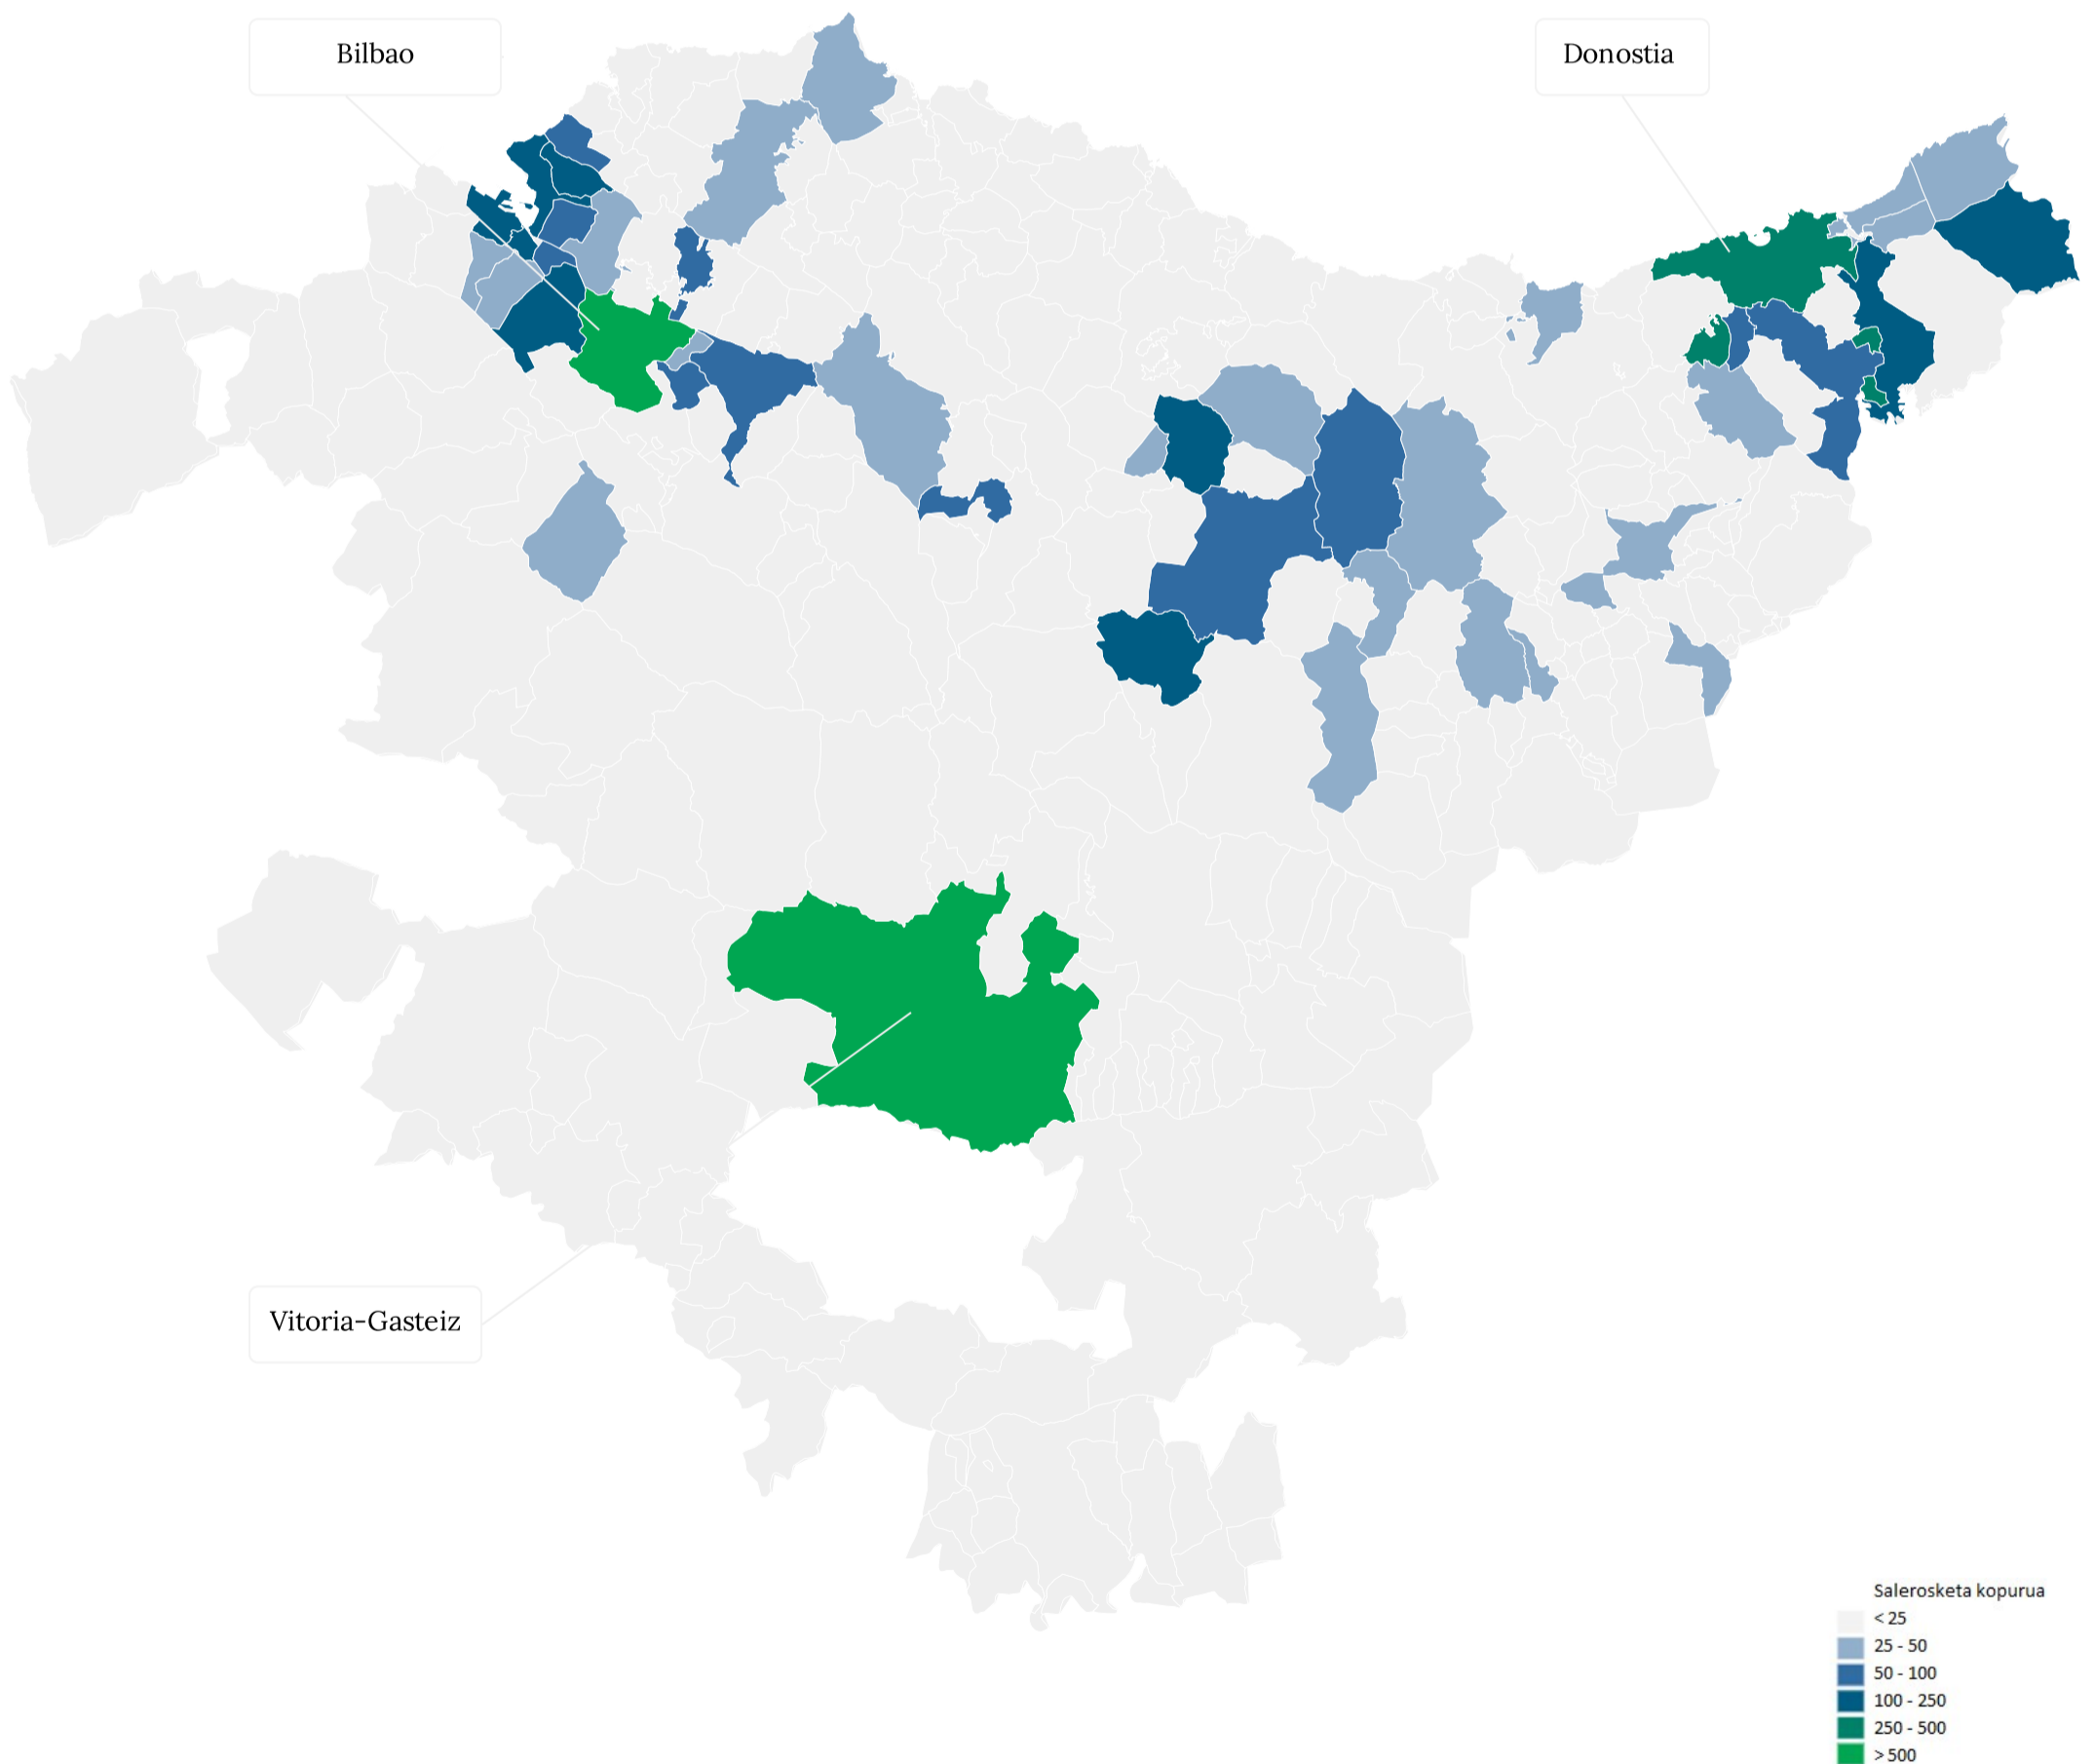 Bilbao
Donostia
Vitoria-Gasteiz
Salerosketa kopurua
< 25
25 - 50
50 - 100
100 - 250
250 - 500
> 500